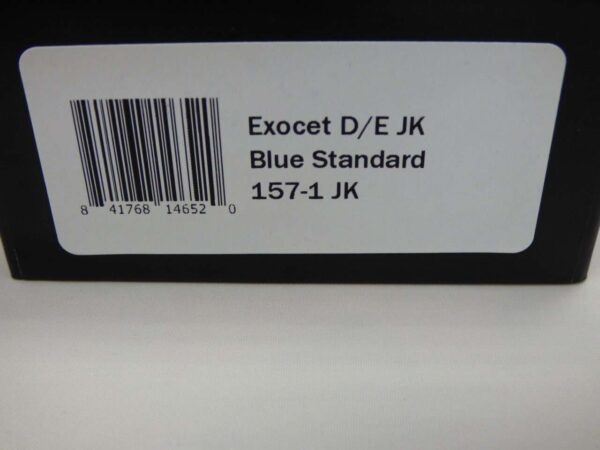 Exocet D/E JK
Blue Standard
157-1 JK
8 41768 14652 0